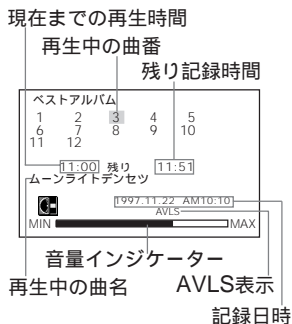 現在までの再生時間
再生中の曲番
残り記録時間
ベストアルバム
1 2 3 4 5
6 7 8 9 10
11 12
11:00 残り 11:51
ムーンライトデンセツ
1997.11.22 AM10:10
AVLS
MIN MAX
音量インジケーター
再生中の曲名 AVLS表示
記録日時